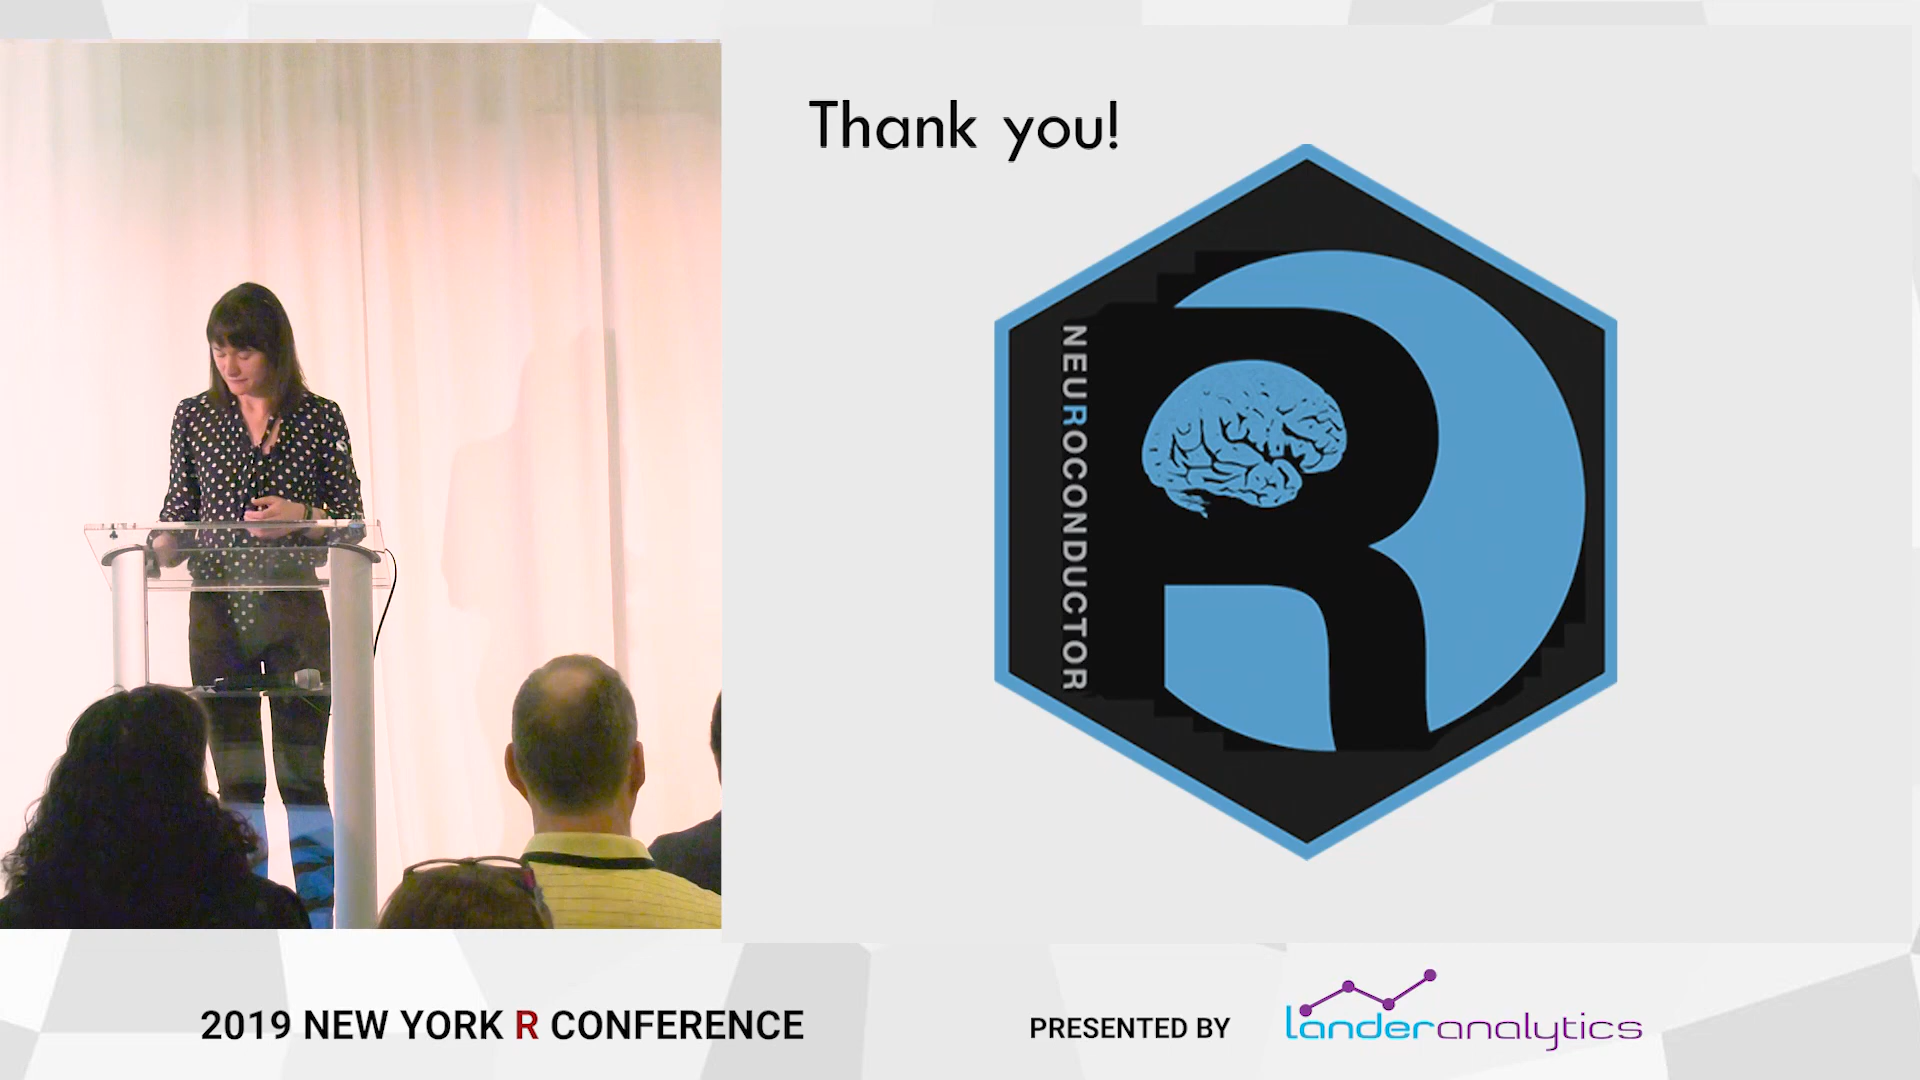 Thank you!
NEUROCONDUCTOR
2019 NEW YORK R CONFERENCE
PRESENTED BY
landeranalytics